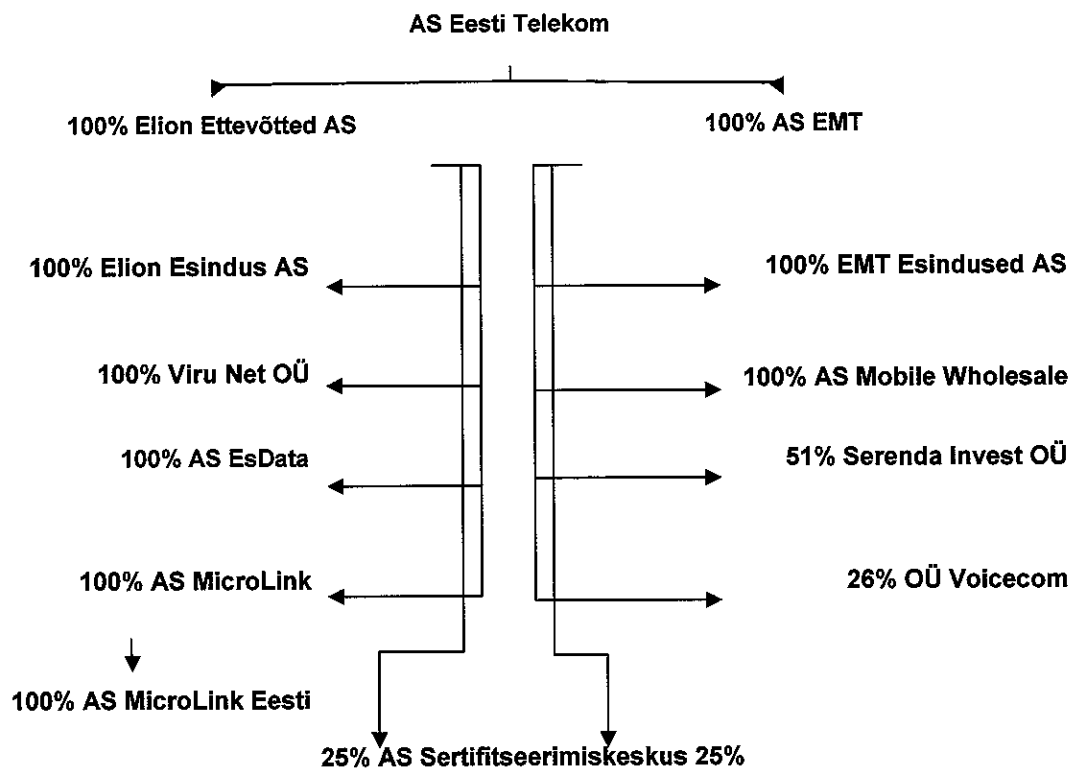 AS Eesti Telekom
100% Elion Ettevõtted AS
100% AS EMT
100% Elion Esindus AS
100% EMT Esindused AS
100% Viru Net OÜ
100% AS Mobile Wholesale
100% AS EsData
51% Serenda Invest OÜ
100% AS MicroLink
26% OÜ Voicecom
100% AS MicroLink Eesti
25% AS Sertifitseerimiskeskus 25%